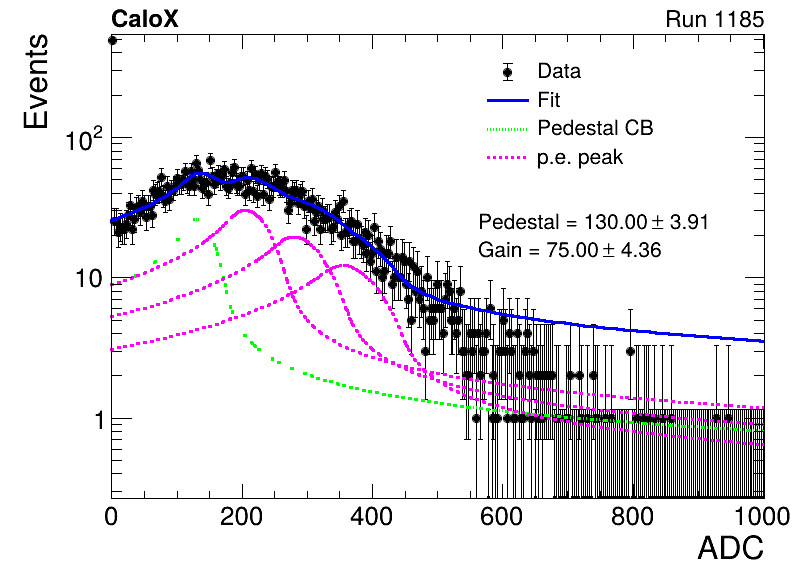 CaloX Run 1185
Events
Data
Fit
Pedestal CB
p.e. peak
Pedestal = 130.00 ± 3.91
Gain = 75.00 ± 4.36
10²
10
1
0 200 400 600 800 1000
ADC